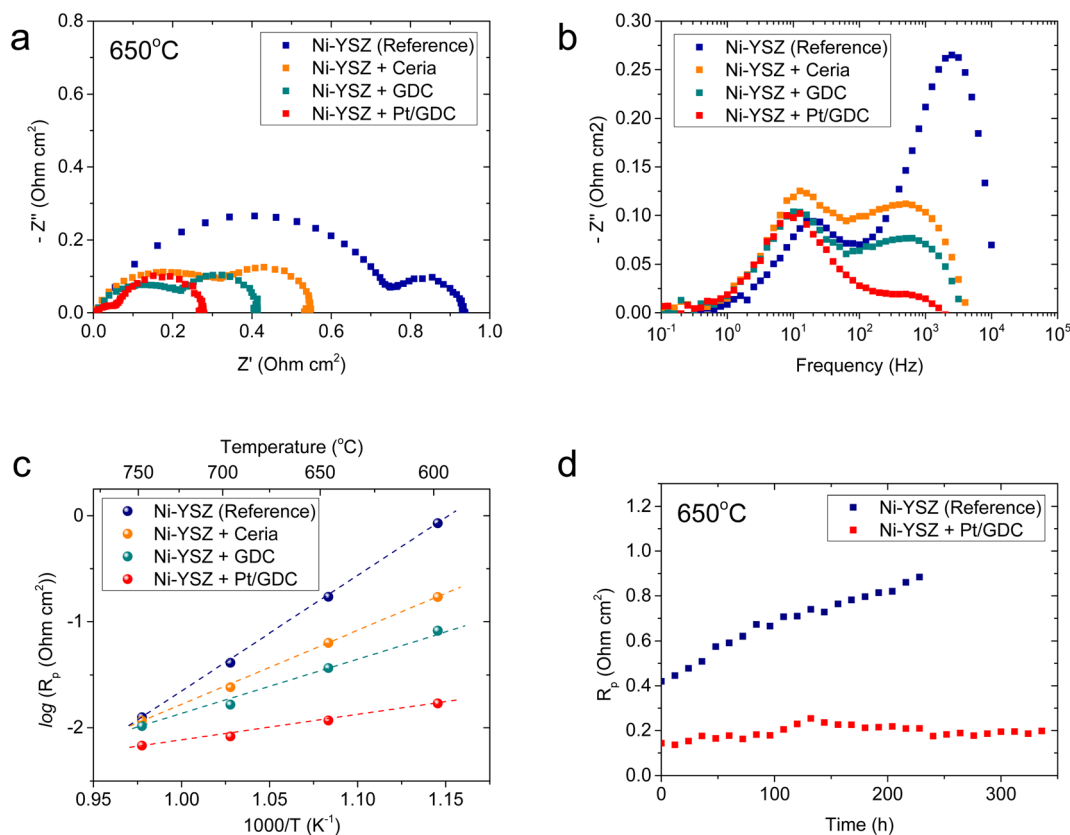 a
650°C
Ni-YSZ (Reference)
Ni-YSZ + Ceria
Ni-YSZ + GDC
Ni-YSZ + Pt/GDC
0.8
0.6
0.4
0.2
0.0
0.0 0.2 0.4 0.6 0.8 1.0
- Z'' (Ohm cm²)
Z' (Ohm cm²)
b
Ni-YSZ (Reference)
Ni-YSZ + Ceria
Ni-YSZ + GDC
Ni-YSZ + Pt/GDC
0.30
0.25
0.20
0.15
0.10
0.05
0.00
10⁻¹ 10⁰ 10¹ 10² 10³ 10⁴ 10⁵
- Z'' (Ohm cm2)
Frequency (Hz)
c
Temperature (°C)
750 700 650 600
Ni-YSZ (Reference)
Ni-YSZ + Ceria
Ni-YSZ + GDC
Ni-YSZ + Pt/GDC
0
-1
-2
0.95 1.00 1.05 1.10 1.15
log (Rₚ (Ohm cm²))
1000/T (K⁻¹)
d
650°C
Ni-YSZ (Reference)
Ni-YSZ + Pt/GDC
1.2
1.0
0.8
0.6
0.4
0.2
0.0
0 100 200 300
Rₚ (Ohm cm²)
Time (h)